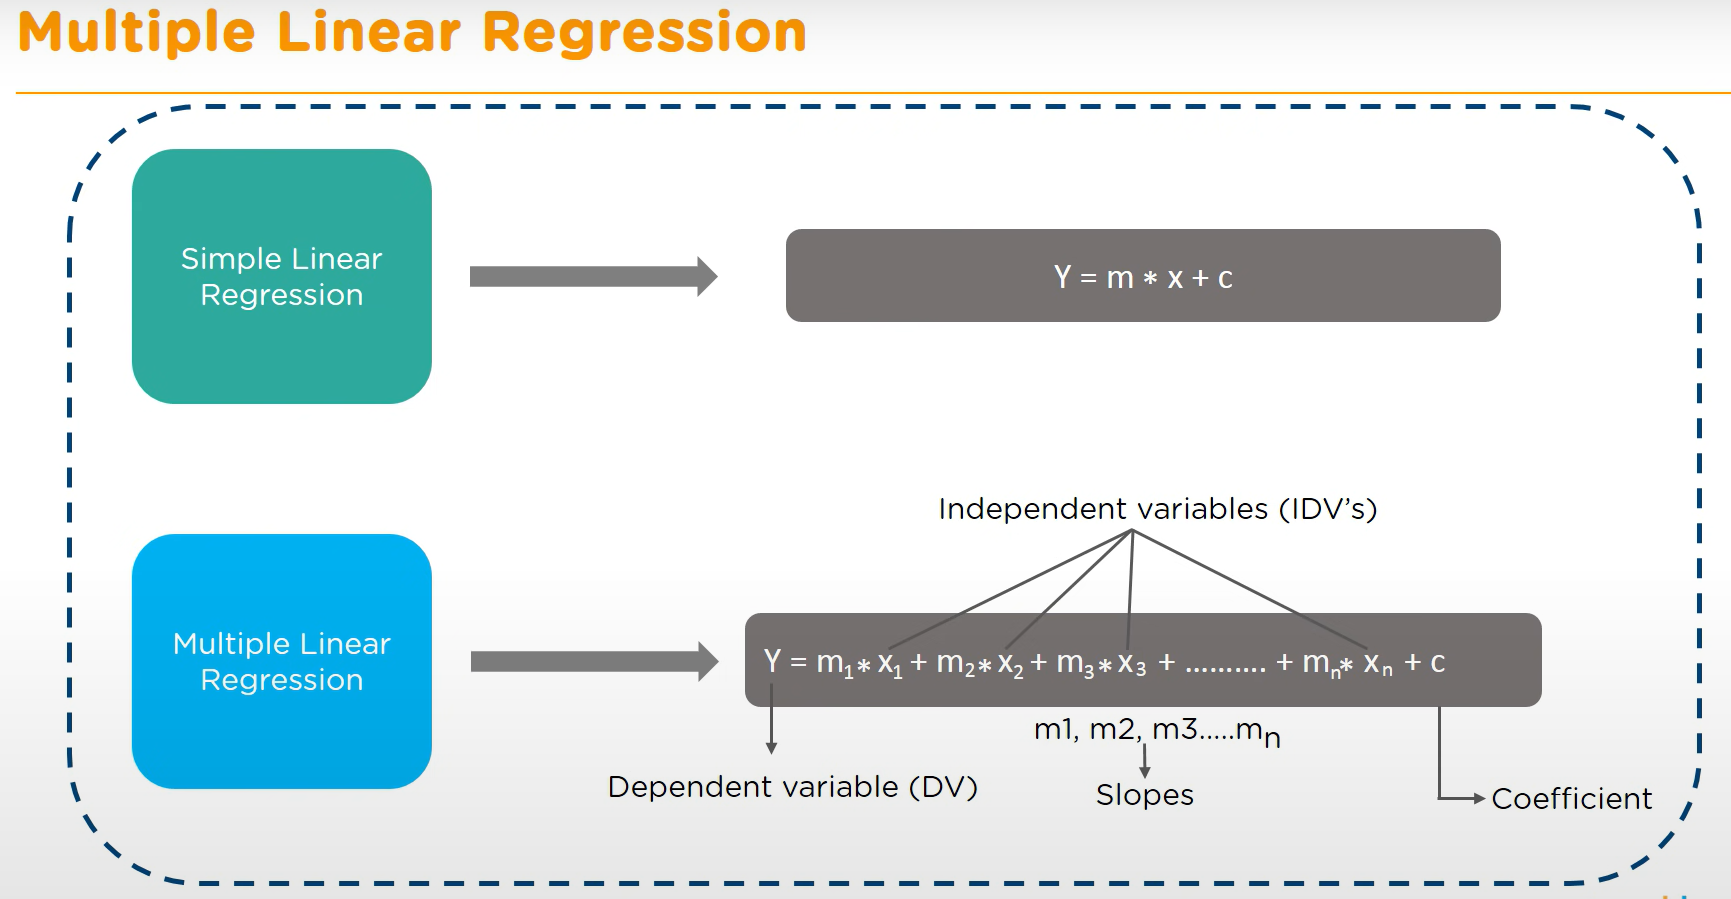 Multiple Linear Regression
Simple Linear
Regression
Y = m * x + c
Independent variables (IDV's)
Multiple Linear
Regression
Y = m₁* x₁ + m₂* x₂ + m₃* x₃ + .......... + mₙ* xₙ + c
m1, m2, m3.....mₙ
Dependent variable (DV)
Slopes
Coefficient